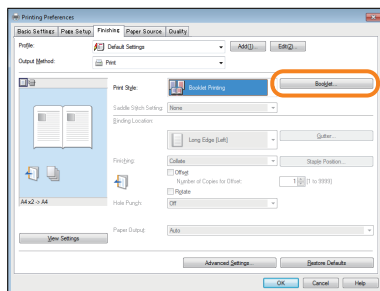 Printing Preferences
Basic Settings Page Setup Finishing Paper Source Quality
Profile: Default Settings Add(1)... Edit(2)...
Output Method: Print
Print Style: Booklet Printing Booklet...
Saddle Stitch Setting: None
Binding Location:
Long Edge [Left] Gutter...
Finishing: Collate Staple Position...
Offset
Number of Copies for Offset: 1 [1 to 9999]
Rotate
A4 x2 -> A4 Hole Punch: Off
Paper Output: Auto
View Settings
Advanced Settings... Restore Defaults
OK Cancel Help